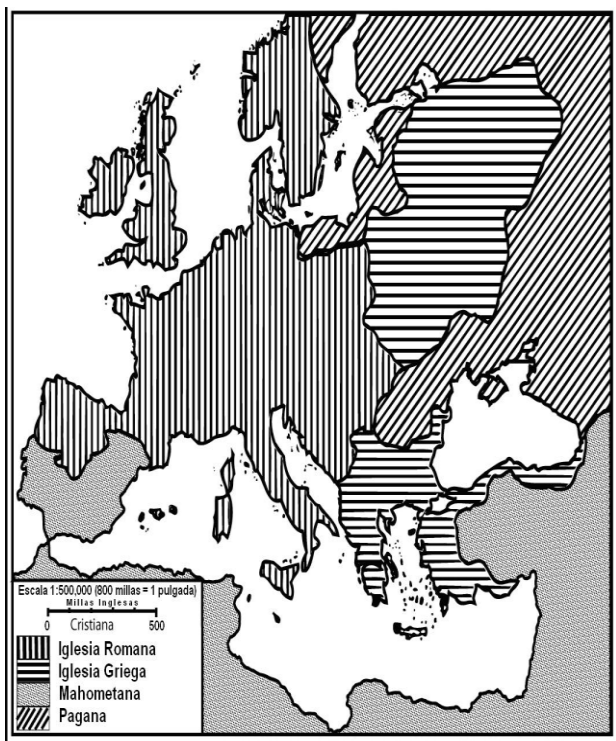 Escala 1:500,000 (800 millas = 1 pulgada)
Millas Inglesas
0 Cristiana 500
Iglesia Romana
Iglesia Griega
Mahometana
Pagana